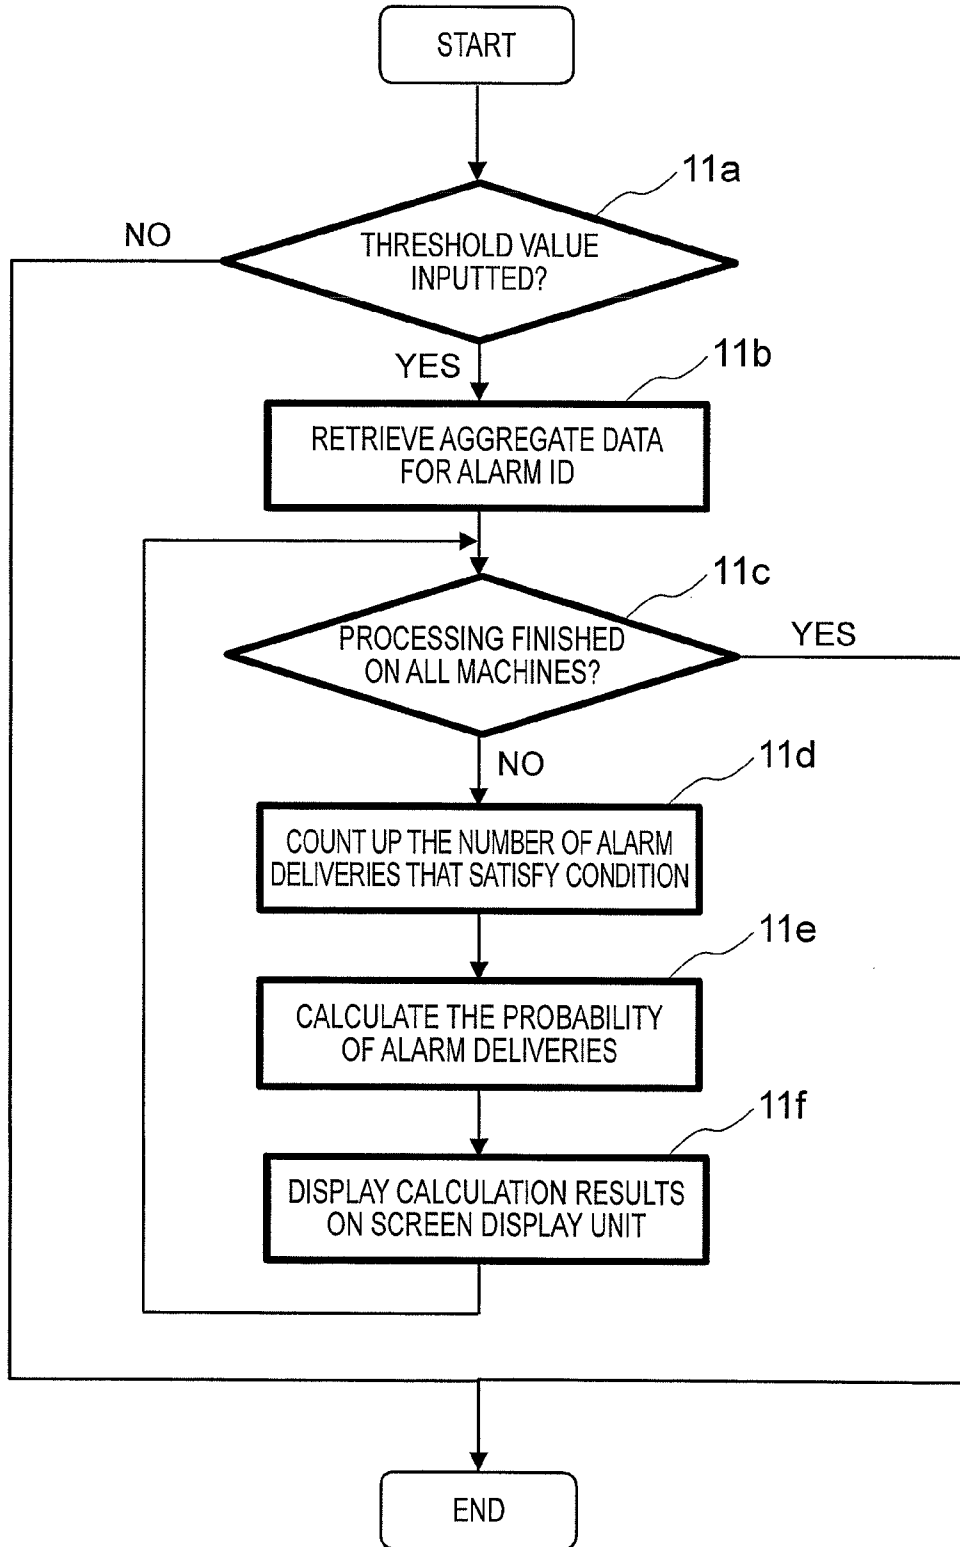 START
11a
NO
THRESHOLD VALUE
INPUTTED?
YES
11b
RETRIEVE AGGREGATE DATA
FOR ALARM ID
11c
PROCESSING FINISHED
ON ALL MACHINES?
YES
NO
11d
COUNT UP THE NUMBER OF ALARM
DELIVERIES THAT SATISFY CONDITION
11e
CALCULATE THE PROBABILITY
OF ALARM DELIVERIES
11f
DISPLAY CALCULATION RESULTS
ON SCREEN DISPLAY UNIT
END